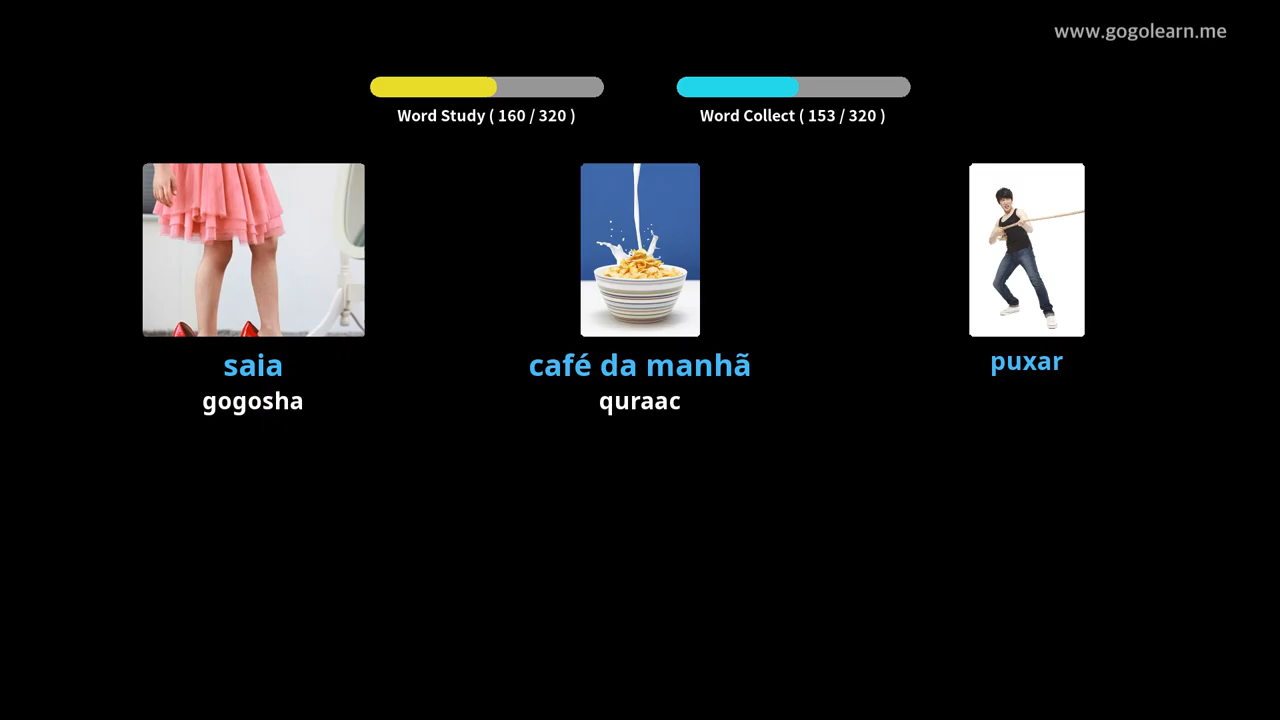 www.gogolearn.me
Word Study ( 160 / 320 )
Word Collect ( 153 / 320 )
saia
gogosha
café da manhã
quraac
puxar